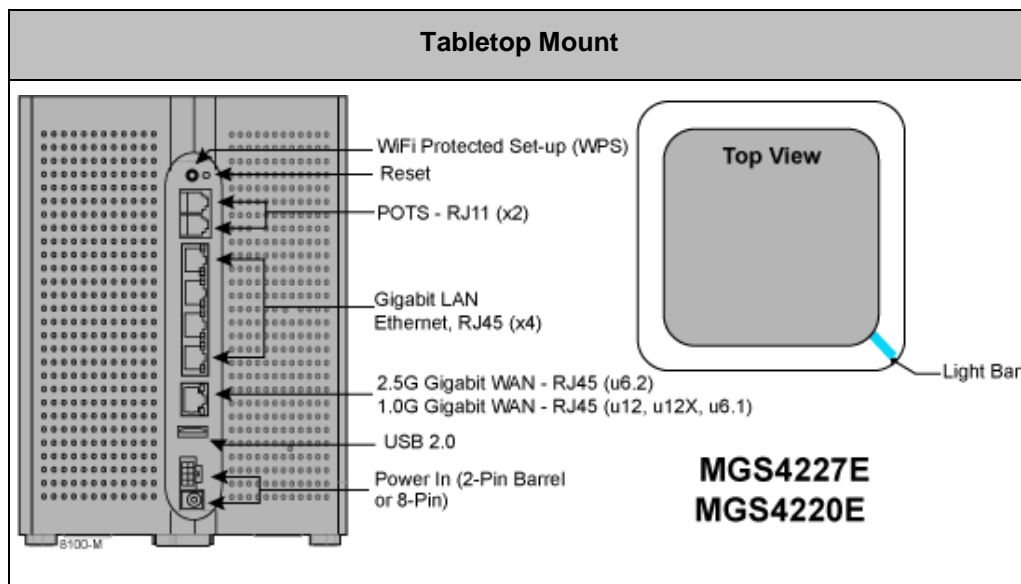 Tabletop Mount
WiFi Protected Set-up (WPS)
Reset
POTS - RJ11 (x2)
Gigabit LAN
Ethernet, RJ45 (x4)
2.5G Gigabit WAN - RJ45 (u6.2)
1.0G Gigabit WAN - RJ45 (u12, u12X, u6.1)
USB 2.0
Power In (2-Pin Barrel
or 8-Pin)
8100-M
Top View
Light Bar
MGS4227E
MGS4220E